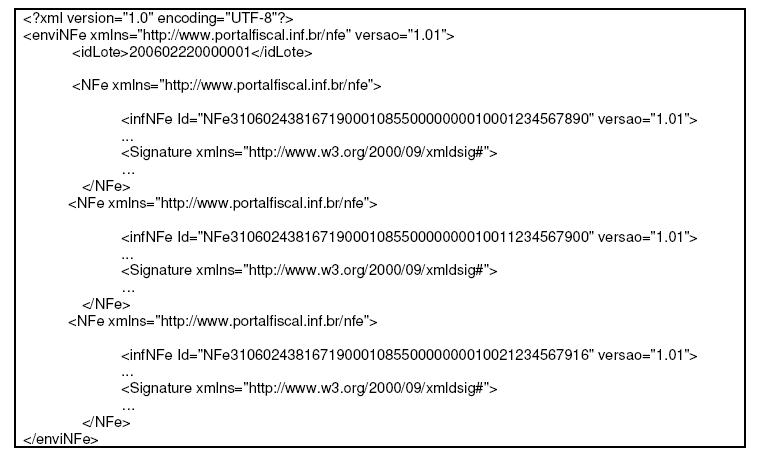 <?xml version="1.0" encoding="UTF-8"?>
<enviNFe xmlns="http://www.portalfiscal.inf.br/nfe" versao="1.01">
<idLote>200602220000001</idLote>
<NFe xmlns="http://www.portalfiscal.inf.br/nfe">
<infNFe Id="NFe31060243816719000108550000000010001234567890" versao="1.01">
...
<Signature xmlns="http://www.w3.org/2000/09/xmldsig#">
...
</NFe>
<NFe xmlns="http://www.portalfiscal.inf.br/nfe">
<infNFe Id="NFe31060243816719000108550000000010011234567900" versao="1.01">
...
<Signature xmlns="http://www.w3.org/2000/09/xmldsig#">
...
</NFe>
<NFe xmlns="http://www.portalfiscal.inf.br/nfe">
<infNFe Id="NFe31060243816719000108550000000010021234567916" versao="1.01">
...
<Signature xmlns="http://www.w3.org/2000/09/xmldsig#">
...
</NFe>
</enviNFe>